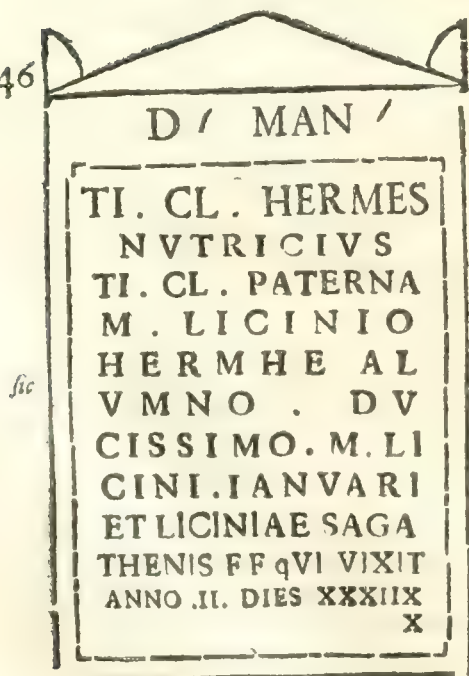 46
D / MAN /
TI. CL. HERMES
NVTRICIVS
TI. CL. PATERNA
M. LICINIO
HERMHE AL
sic
VMNO . DV
CISSIMO. M. LI
CINI. IANVARI
ET LICINIAE SAGA
THENIS FF qVI VIXIT
ANNO .II. DIES XXXIIX
X